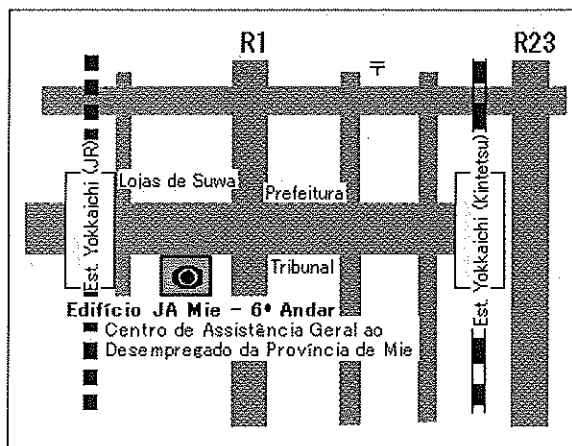 R1
R23
〒
Est. Yokkaichi (JR)
Lojas de Suwa
Prefeitura
Est. Yokkaichi (Kintetsu)
Tribunal
Edifício JA Mie - 6º Andar
Centro de Assistência Geral ao
Desempregado da Província de Mie